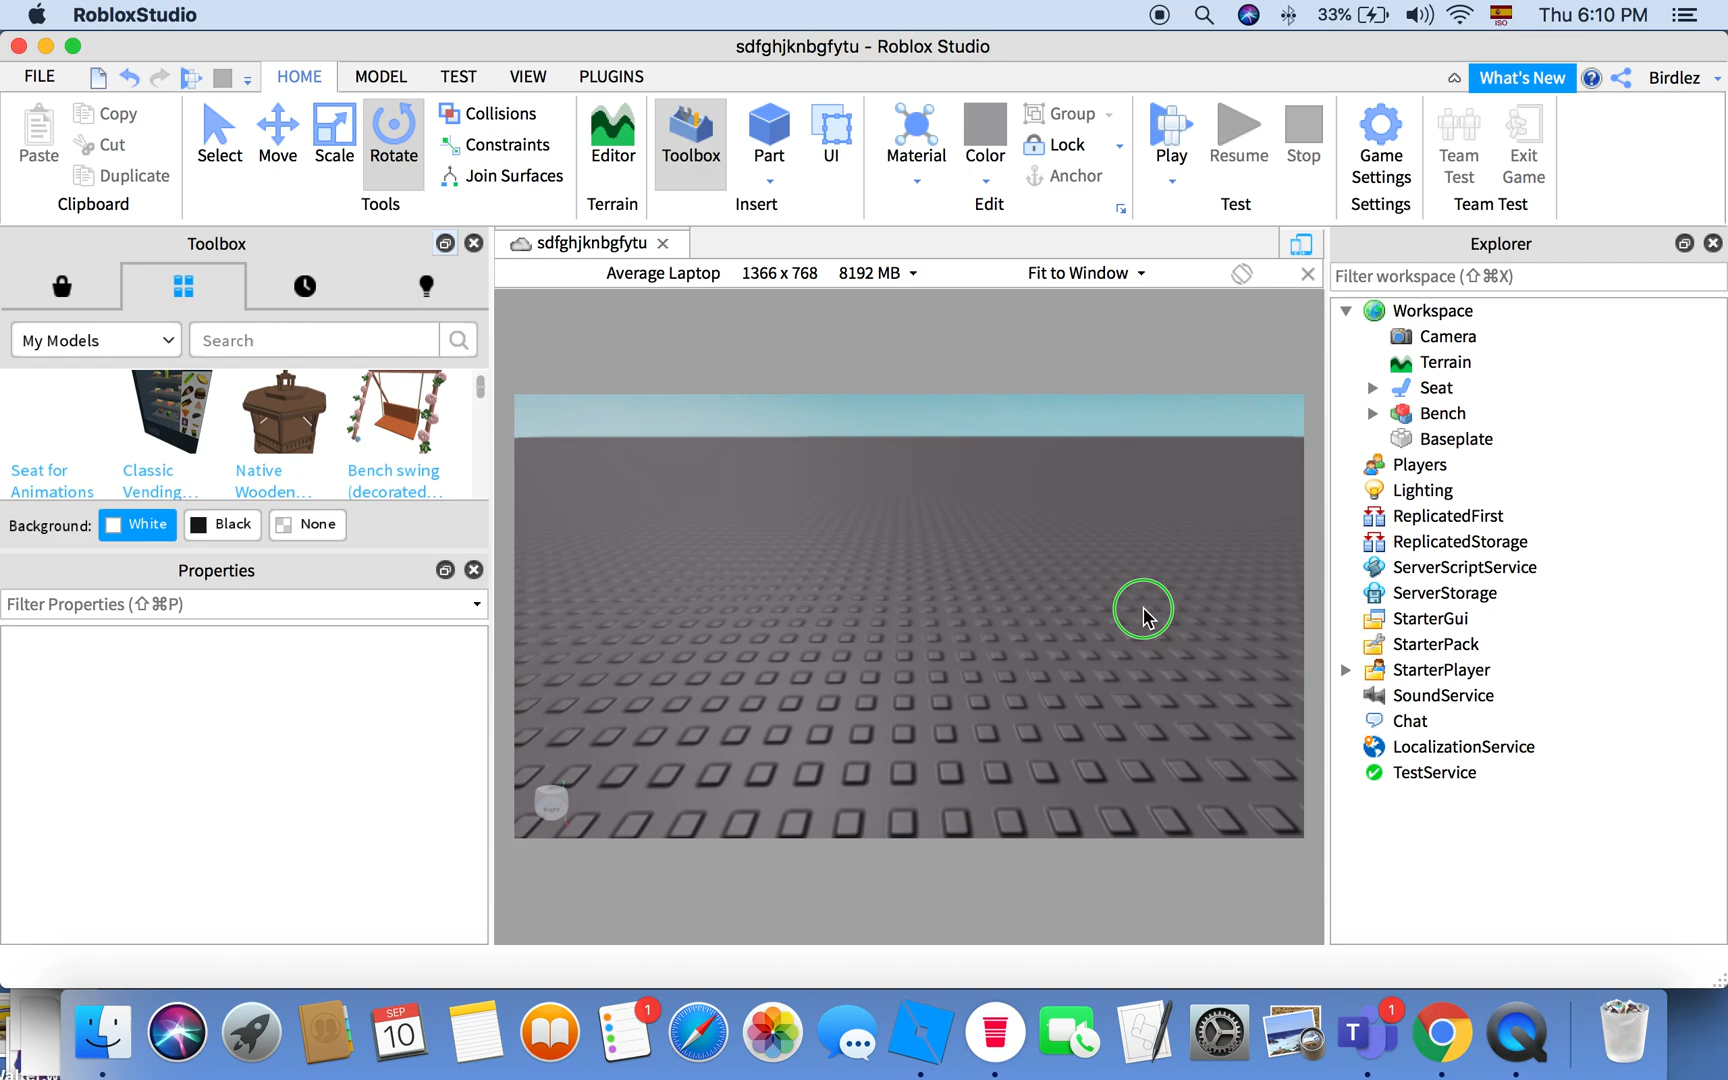 RobloxStudio
33%
ISO
Thu 6:10 PM
sdfghjknbgfytu - Roblox Studio
FILE
HOME
MODEL
TEST
VIEW
PLUGINS
What's New
Birdlez
Paste
Copy
Cut
Duplicate
Clipboard
Select
Move
Scale
Rotate
Collisions
Constraints
Join Surfaces
Tools
Editor
Terrain
Toolbox
Part
UI
Insert
Material
Color
Group
Lock
Anchor
Edit
Play
Resume
Stop
Test
Game
Settings
Settings
Team
Test
Exit
Game
Team Test
Toolbox
My Models
Search
Seat for
Animations
Classic
Vending...
Native
Wooden...
Bench swing
(decorated...
Background:
White
Black
None
Properties
Filter Properties (⇧⌘P)
sdfghjknbgfytu
Average Laptop 1366 x 768 8192 MB
Fit to Window
Right
Explorer
Filter workspace (⇧⌘X)
Workspace
Camera
Terrain
Seat
Bench
Baseplate
Players
Lighting
ReplicatedFirst
ReplicatedStorage
ServerScriptService
ServerStorage
StarterGui
StarterPack
StarterPlayer
SoundService
Chat
LocalizationService
TestService
SEP
10
1
T
1